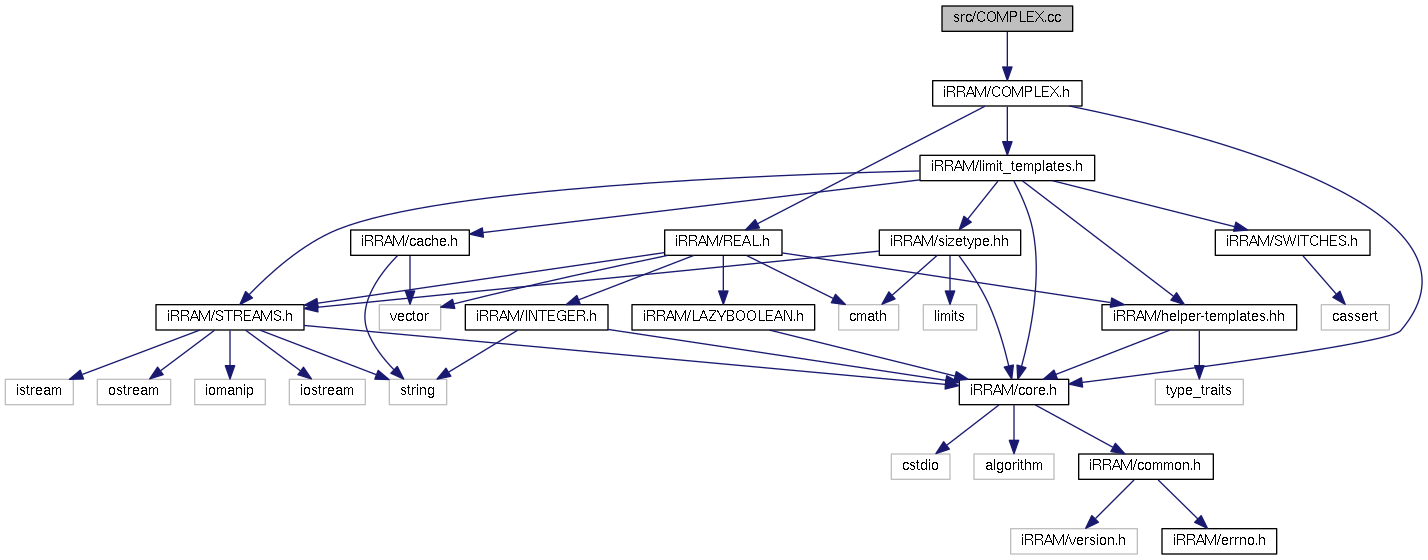 src/COMPLEX.cc
iRRAM/COMPLEX.h
iRRAM/limit_templates.h
iRRAM/cache.h
iRRAM/REAL.h
iRRAM/sizetype.hh
iRRAM/SWITCHES.h
iRRAM/STREAMS.h
vector
iRRAM/INTEGER.h
iRRAM/LAZYBOOLEAN.h
cmath
limits
iRRAM/helper-templates.hh
cassert
istream
ostream
iomanip
iostream
string
iRRAM/core.h
type_traits
cstdio
algorithm
iRRAM/common.h
iRRAM/version.h
iRRAM/errno.h